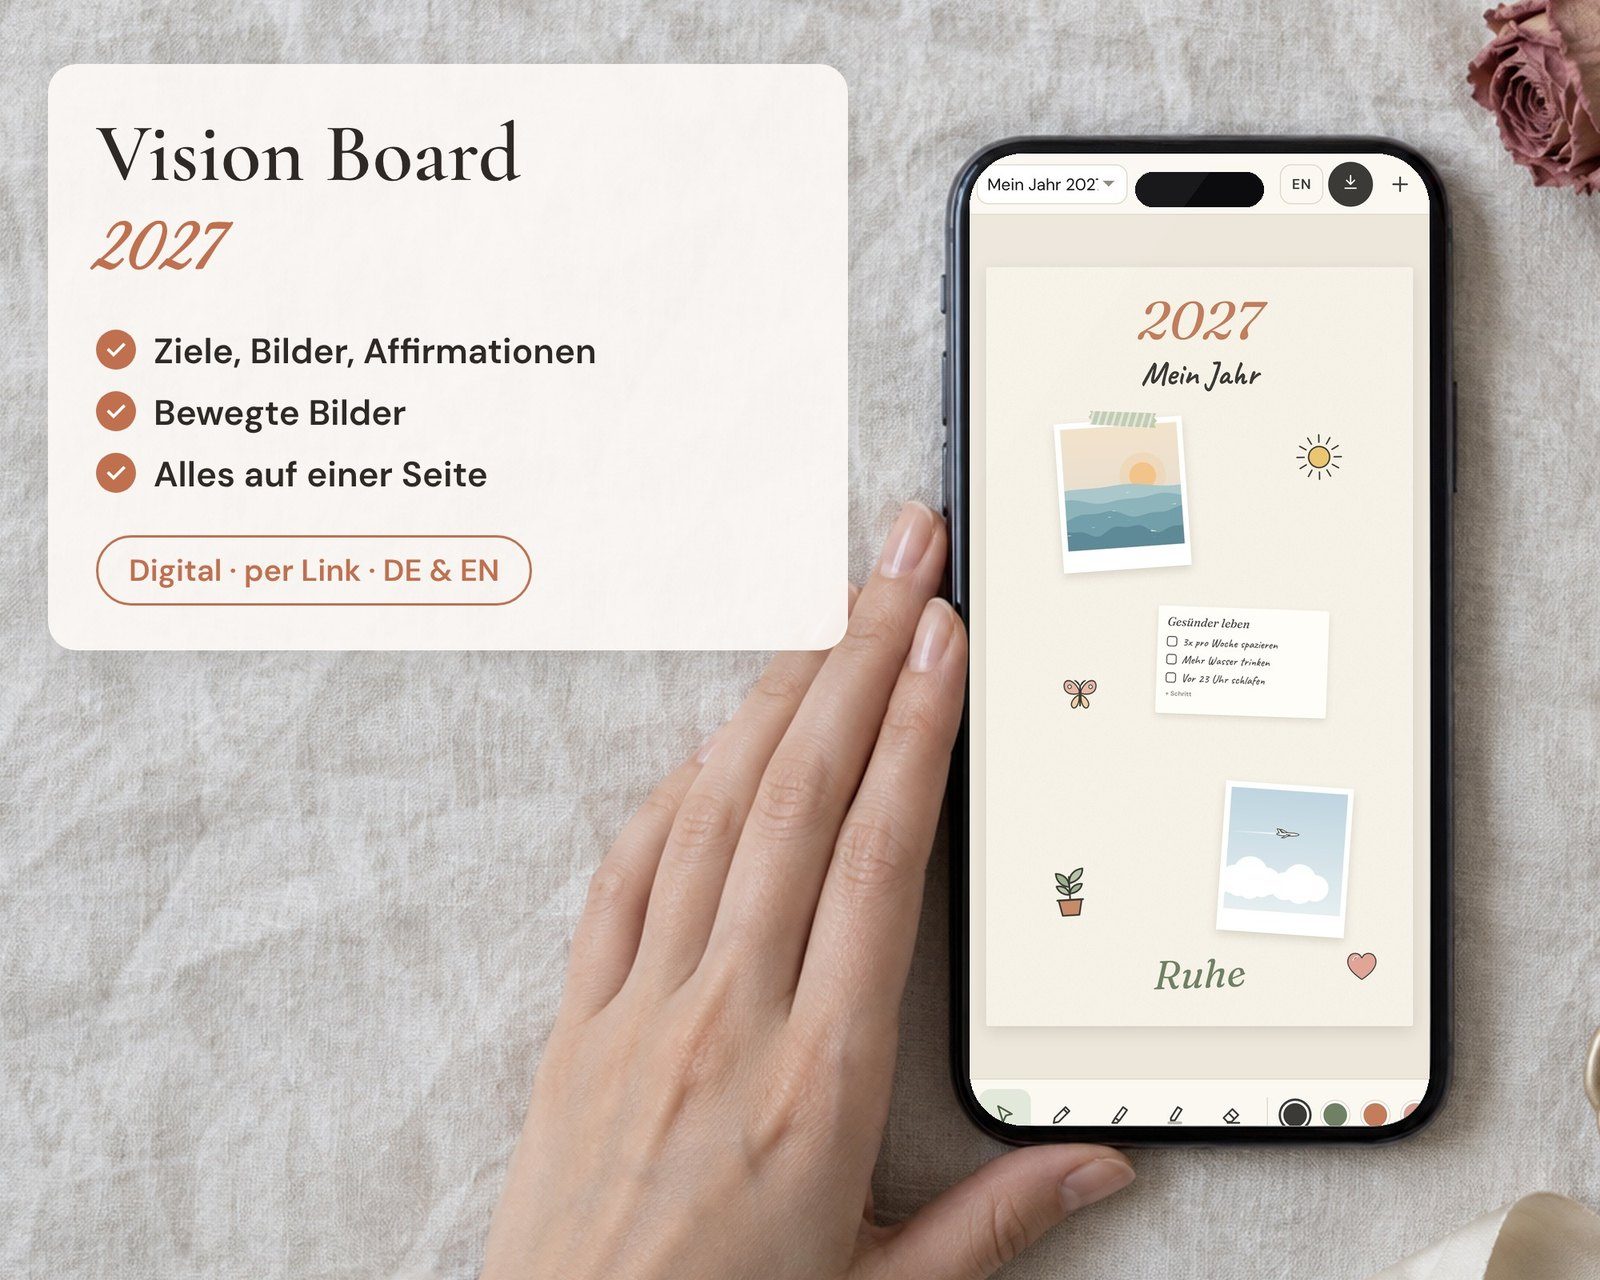 Vision Board
2027
Ziele, Bilder, Affirmationen
Bewegte Bilder
Alles auf einer Seite
Digital · per Link · DE & EN
Mein Jahr 202
EN
2027
Mein Jahr
Gesünder leben
3x pro Woche spazieren
Mehr Wasser trinken
Vor 23 Uhr schlafen
+ Schritt
Ruhe